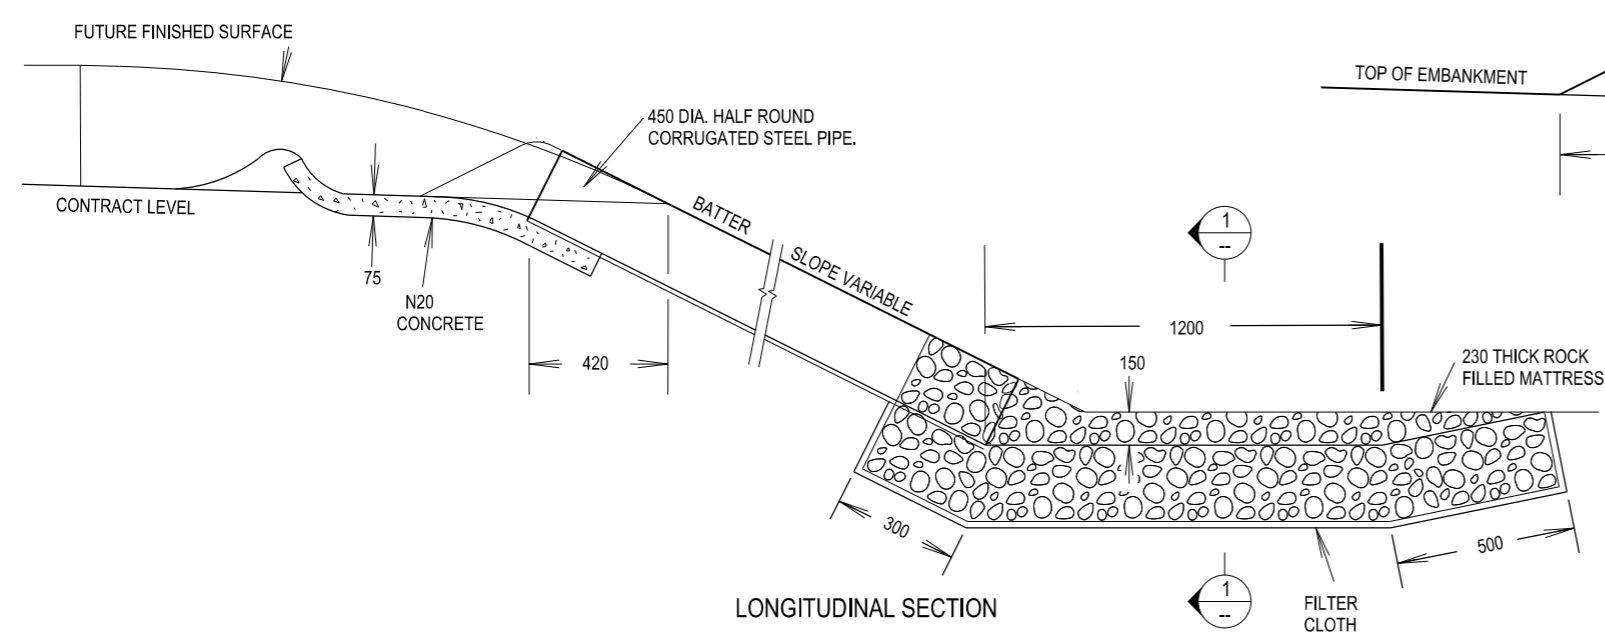 FUTURE FINISHED SURFACE
TOP OF EMBANKMENT
450 DIA. HALF ROUND
CORRUGATED STEEL PIPE.
CONTRACT LEVEL
BATTER
SLOPE VARIABLE
1
--
75
N20
CONCRETE
420
1200
150
230 THICK ROCK
FILLED MATTRESS
300
500
LONGITUDINAL SECTION
1
--
FILTER
CLOTH